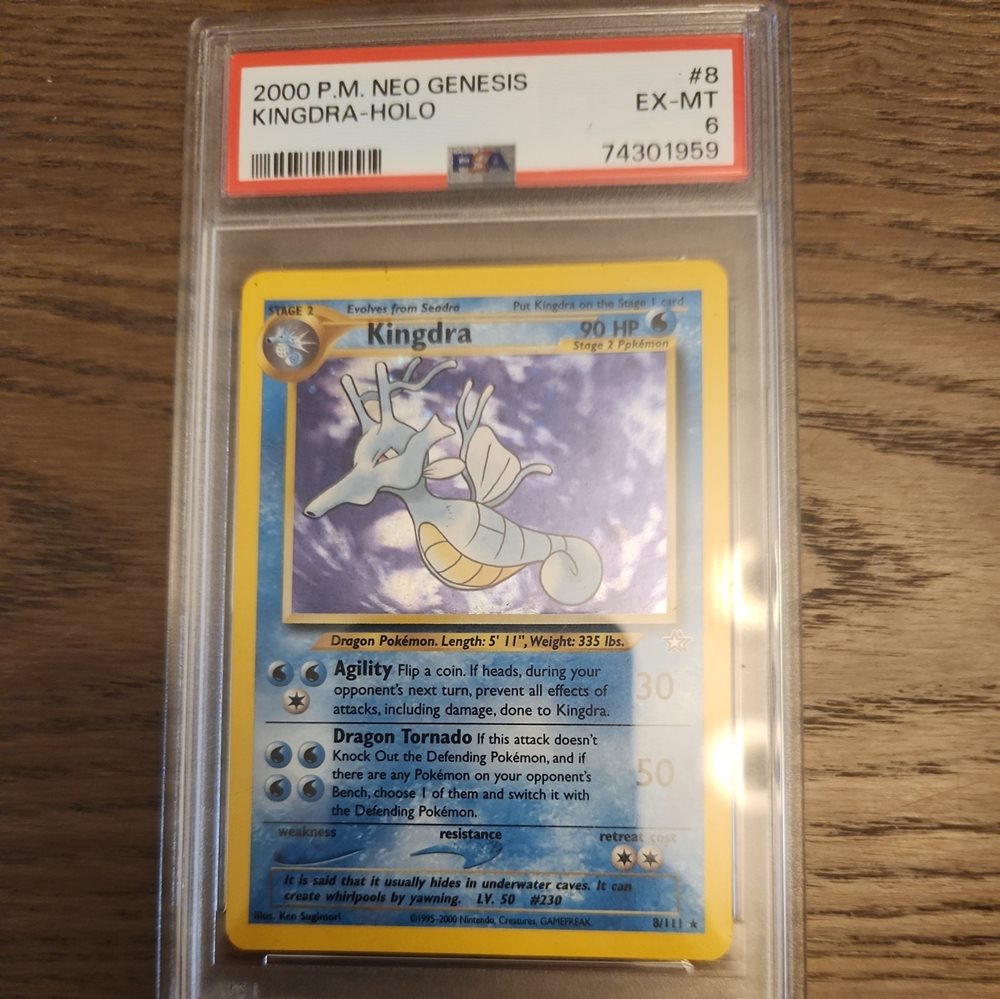 2000 P.M. NEO GENESIS
#8
KINGDRA-HOLO
EX-MT
6
74301959
PSA
STAGE 2
Evolves from Seadra
Put Kingdra on the Stage 1 card
Kingdra
90 HP
Stage 2 Pokémon
Dragon Pokémon. Length: 5' 11", Weight: 335 lbs.
Agility Flip a coin. If heads, during your
opponent's next turn, prevent all effects of
attacks, including damage, done to Kingdra.
30
Dragon Tornado If this attack doesn't
Knock Out the Defending Pokémon, and if
there are any Pokémon on your opponent's
Bench, choose 1 of them and switch it with
the Defending Pokémon.
50
weakness
resistance
retreat cost
It is said that it usually hides in underwater caves. It can
create whirlpools by yawning. LV. 50 #230
Illus. Ken Sugimori
©1995-2000 Nintendo, Creatures, GAMEFREAK.
8/111 ★